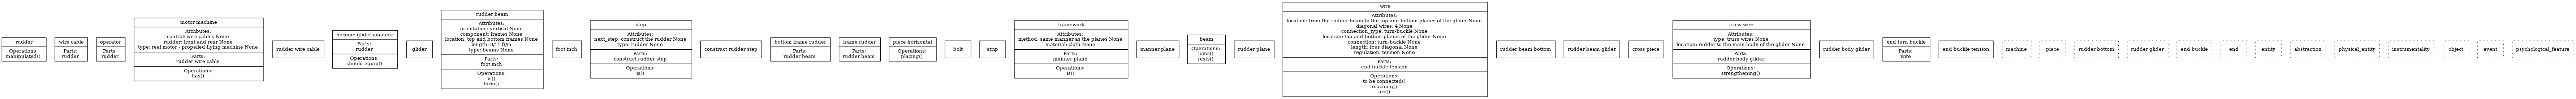 rudder
Operations:
manipulated()
wire cable
Parts:
rudder
operator
Parts:
rudder
motor machine
Attributes:
control: wire cables None
rudder: front and rear None
type: real motor - propelled flying machine None
Parts:
rudder wire cable
Operations:
has()
rudder wire cable
become glider amateur
Parts:
rudder
Operations:
should equip()
glider
rudder beam
Attributes:
orientation: vertical None
component: frames None
location: top and bottom frames None
length: 8/11 ft/in
type: beams None
Parts:
foot inch
Operations:
is()
form()
foot inch
step
Attributes:
next_step: construct the rudder None
type: rudder None
Parts:
construct rudder step
Operations:
is()
construct rudder step
bottom frame rudder
Parts:
rudder beam
frame rudder
Parts:
rudder beam
piece horizontal
Operations:
placing()
bolt
strip
framework
Attributes:
method: same manner as the planes None
material: cloth None
Parts:
manner plane
Operations:
is()
manner plane
beam
Operations:
join()
rests()
rudder plane
wire
Attributes:
location: from the rudder beam to the top and bottom planes of the glider None
diagonal wires: 4 None
connection_type: turn-buckle None
location: top and bottom planes of the glider None
connection: turn-buckle None
length: four diagonal None
regulation: tension None
Parts:
end buckle tension
Operations:
to be connected()
reaching()
are()
rudder beam bottom
rudder beam glider
cross piece
truss wire
Attributes:
type: truss wires None
location: rudder to the main body of the glider None
Parts:
rudder body glider
Operations:
strengthening()
rudder body glider
end turn buckle
Parts:
wire
end buckle tension
machine
piece
rudder bottom
rudder glider
end buckle
end
entity
abstraction
physical_entity
instrumentality
object
event
psychological_feature